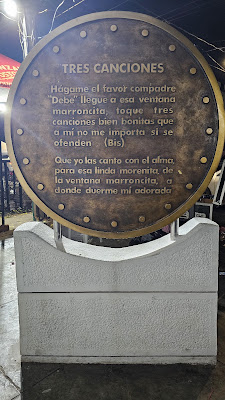 TRES CANCIONES
Hágame el favor compadre
"Debe" llegue a esa ventana
marroncita, toque tres
canciones bien bonitas que
a mí no me importa si se
ofenden (Bis)
Que yo las canto con el alma,
para esa linda morenita, de
la ventana marroncita, a
donde duerme mi adorada